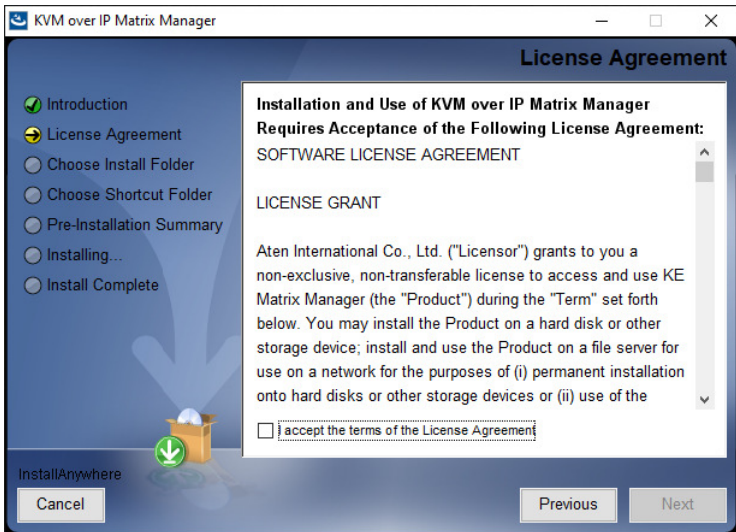 KVM over IP Matrix Manager
License Agreement
Introduction
License Agreement
Choose Install Folder
Choose Shortcut Folder
Pre-Installation Summary
Installing...
Install Complete
Installation and Use of KVM over IP Matrix Manager
Requires Acceptance of the Following License Agreement:
SOFTWARE LICENSE AGREEMENT
LICENSE GRANT
Aten International Co., Ltd. ("Licensor") grants to you a
non-exclusive, non-transferable license to access and use KE
Matrix Manager (the "Product") during the "Term" set forth
below. You may install the Product on a hard disk or other
storage device; install and use the Product on a file server for
use on a network for the purposes of (i) permanent installation
onto hard disks or other storage devices or (ii) use of the
I accept the terms of the License Agreement
InstallAnywhere
Cancel
Previous
Next